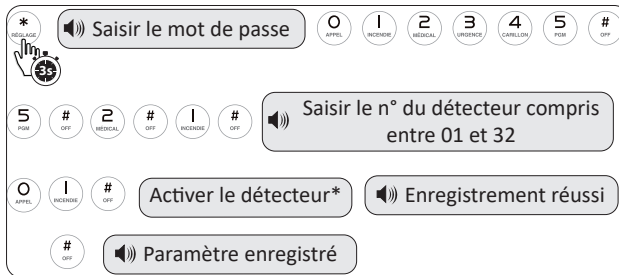 * RÉGLAGE Saisir le mot de passe 0 APPEL 1 INCENDIE 2 MÉDICAL 3 URGENCE 4 CARILLON 5 PGM # OFF
3s
5 PGM # OFF 2 MÉDICAL # OFF 1 INCENDIE # OFF Saisir le n° du détecteur compris
entre 01 et 32
0 APPEL 1 INCENDIE # OFF Activer le détecteur* Enregistrement réussi
# OFF Paramètre enregistré